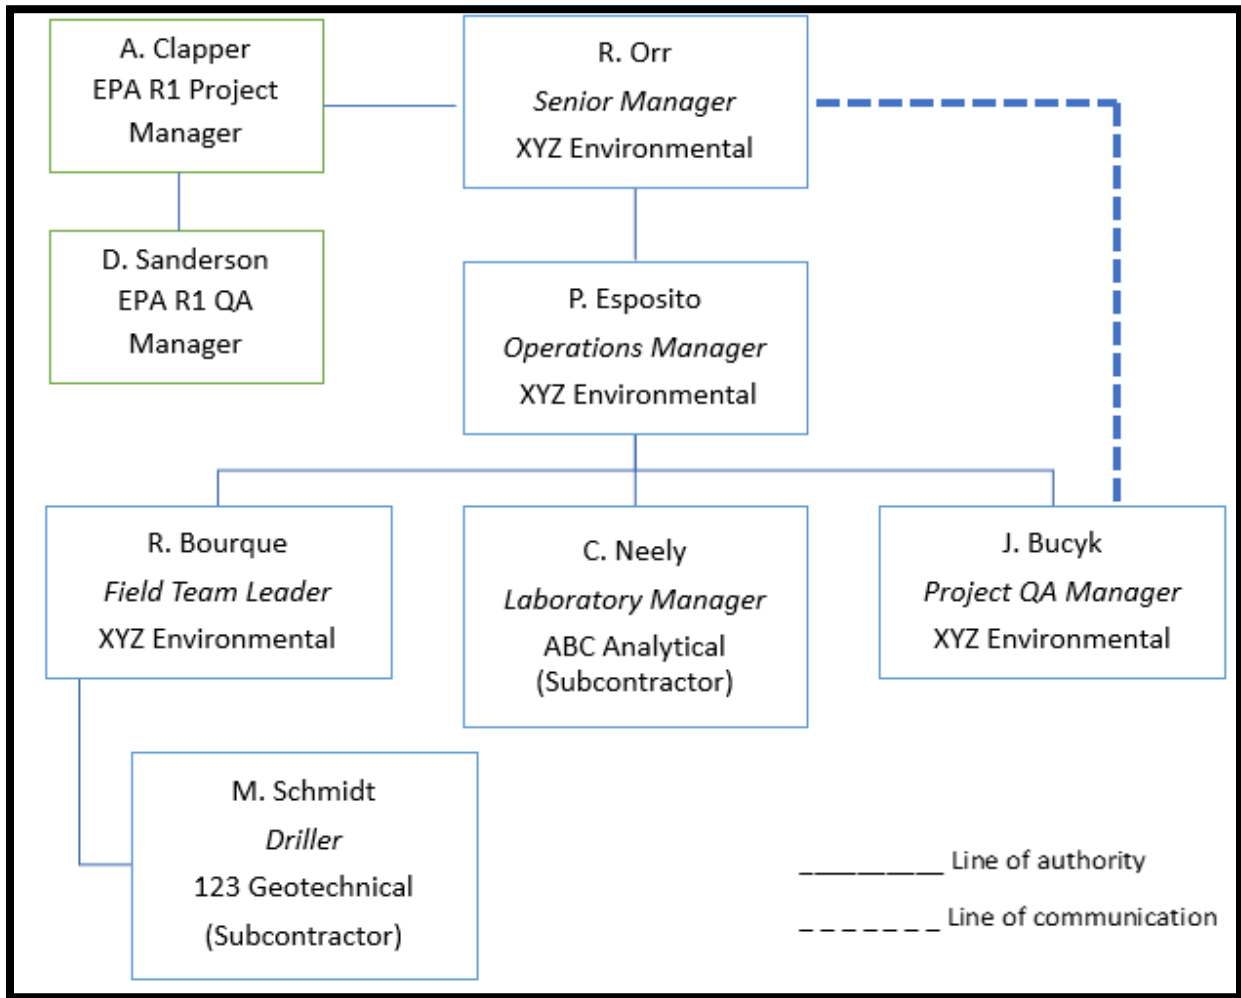 A. Clapper
EPA R1 Project
Manager
R. Orr
Senior Manager
XYZ Environmental
D. Sanderson
EPA R1 QA
Manager
P. Esposito
Operations Manager
XYZ Environmental
R. Bourque
Field Team Leader
XYZ Environmental
C. Neely
Laboratory Manager
ABC Analytical
(Subcontractor)
J. Bucyk
Project QA Manager
XYZ Environmental
M. Schmidt
Driller
123 Geotechnical
(Subcontractor)
Line of authority
Line of communication